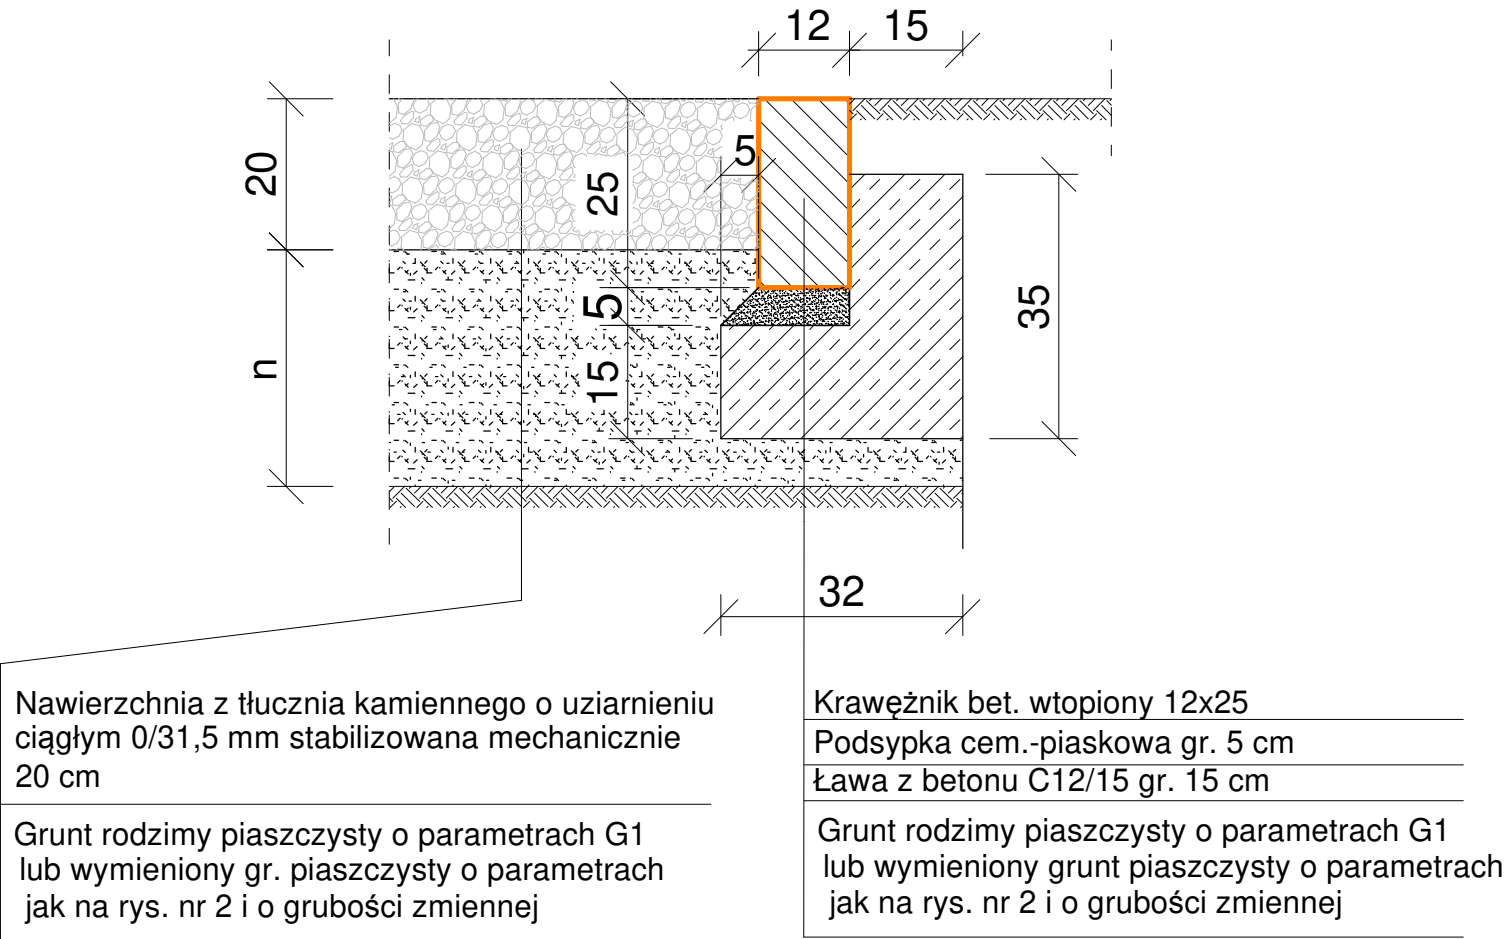 12
15
20
5
25
5
35
n
15
32
Nawierzchnia z tłucznia kamiennego o uziarnieniu
ciągłym 0/31,5 mm stabilizowana mechanicznie
20 cm
Grunt rodzimy piaszczysty o parametrach G1
lub wymieniony gr. piaszczysty o parametrach
jak na rys. nr 2 i o grubości zmiennej
Krawężnik bet. wtopiony 12x25
Podsypka cem.-piaskowa gr. 5 cm
Ława z betonu C12/15 gr. 15 cm
Grunt rodzimy piaszczysty o parametrach G1
lub wymieniony grunt piaszczysty o parametrach
jak na rys. nr 2 i o grubości zmiennej